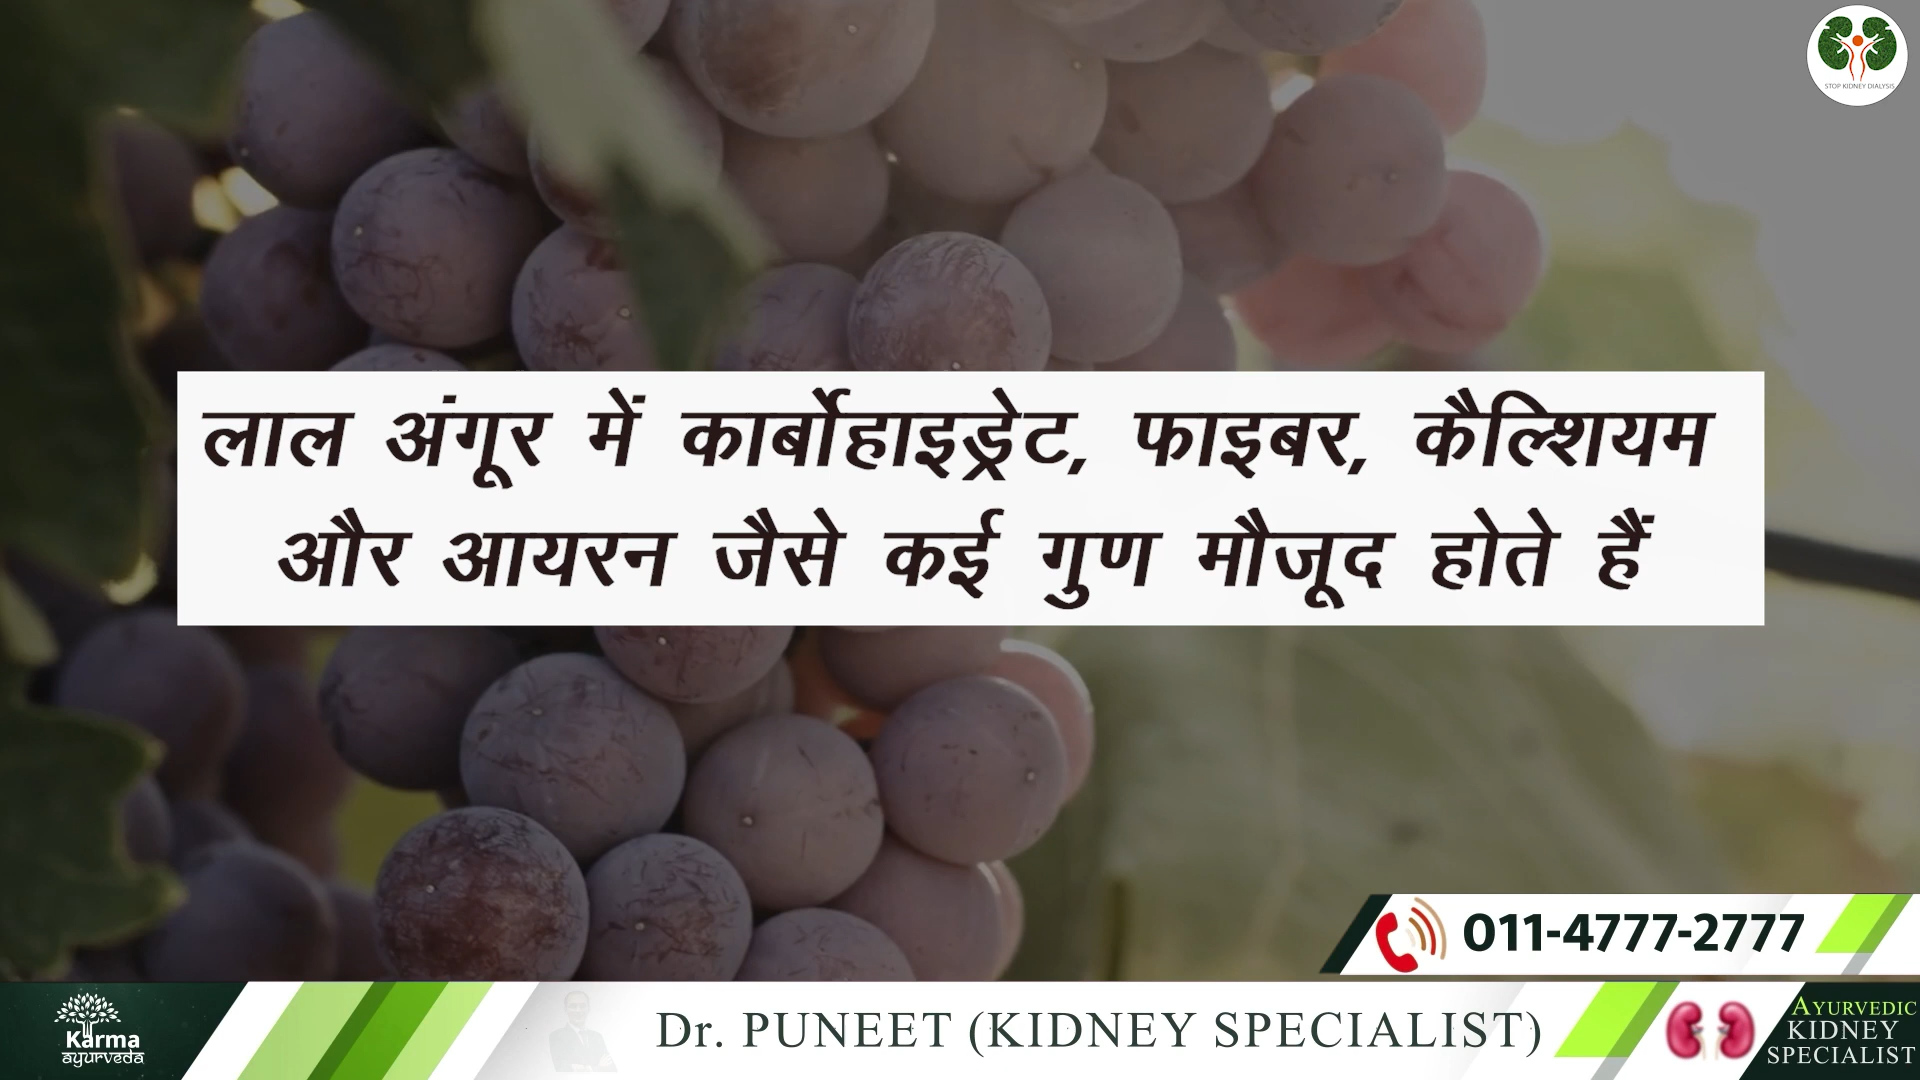 STOP KIDNEY DIALYSIS
लाल अंगूर में कार्बोहाइड्रेट, फाइबर, कैल्शियम
और आयरन जैसे कई गुण मौजूद होते हैं
011-4777-2777
Karma
ayurveda
Dr. PUNEET (KIDNEY SPECIALIST)
AYURVEDIC
KIDNEY
SPECIALIST